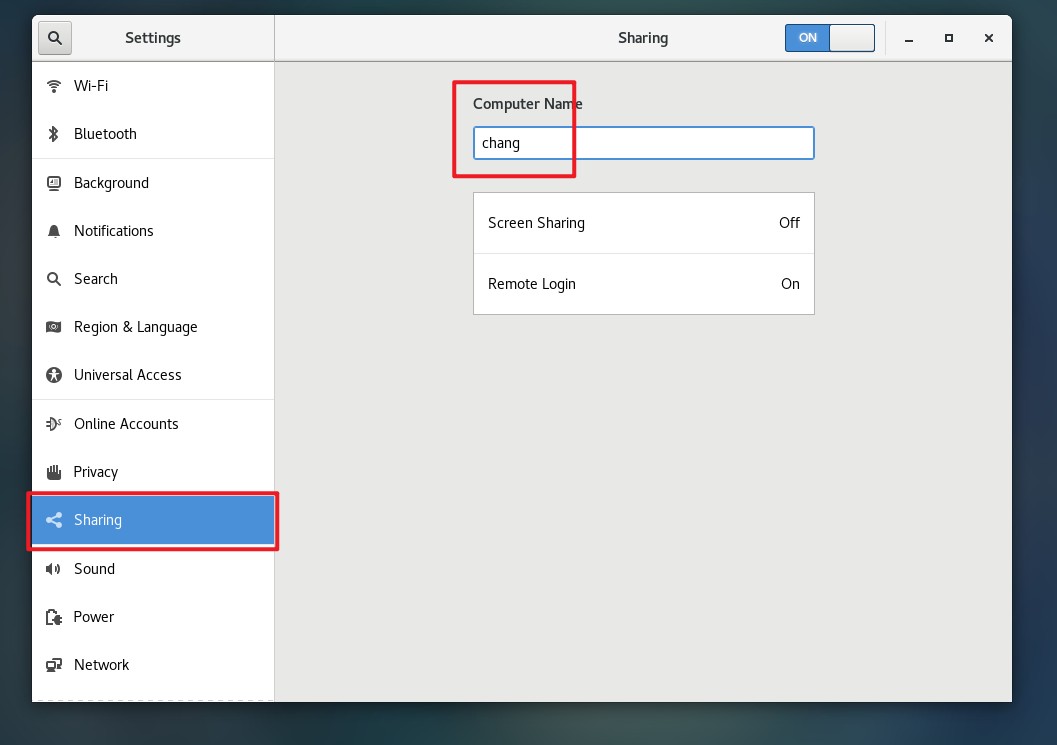 Settings
Sharing
ON
Wi-Fi
Bluetooth
Background
Notifications
Search
Region & Language
Universal Access
Online Accounts
Privacy
Sharing
Sound
Power
Network
Computer Name
chang
Screen Sharing Off
Remote Login On